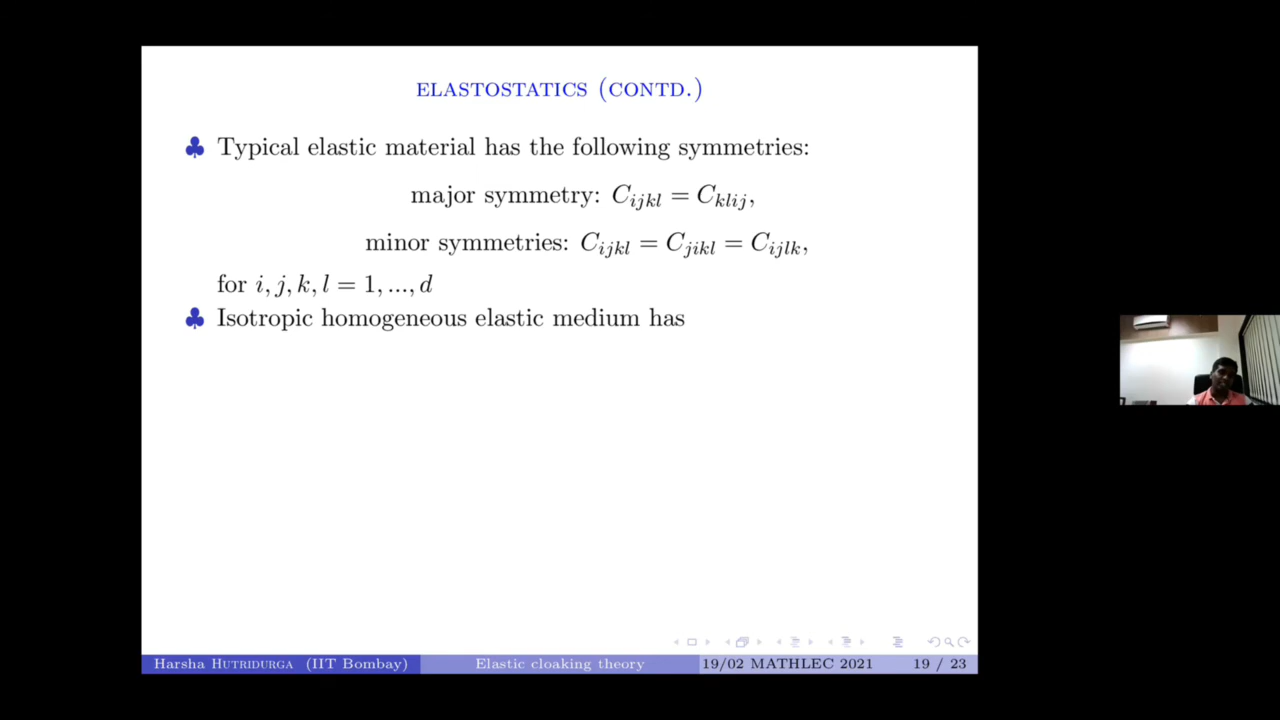 ELASTOSTATICS (CONTD.)
♣ Typical elastic material has the following symmetries:
major symmetry: C_{ijkl} = C_{klij},
minor symmetries: C_{ijkl} = C_{jikl} = C_{ijlk},
for i, j, k, l = 1, ..., d
♣ Isotropic homogeneous elastic medium has
Harsha HUTRIDURGA (IIT Bombay) Elastic cloaking theory 19/02 MATHLEC 2021 19 / 23